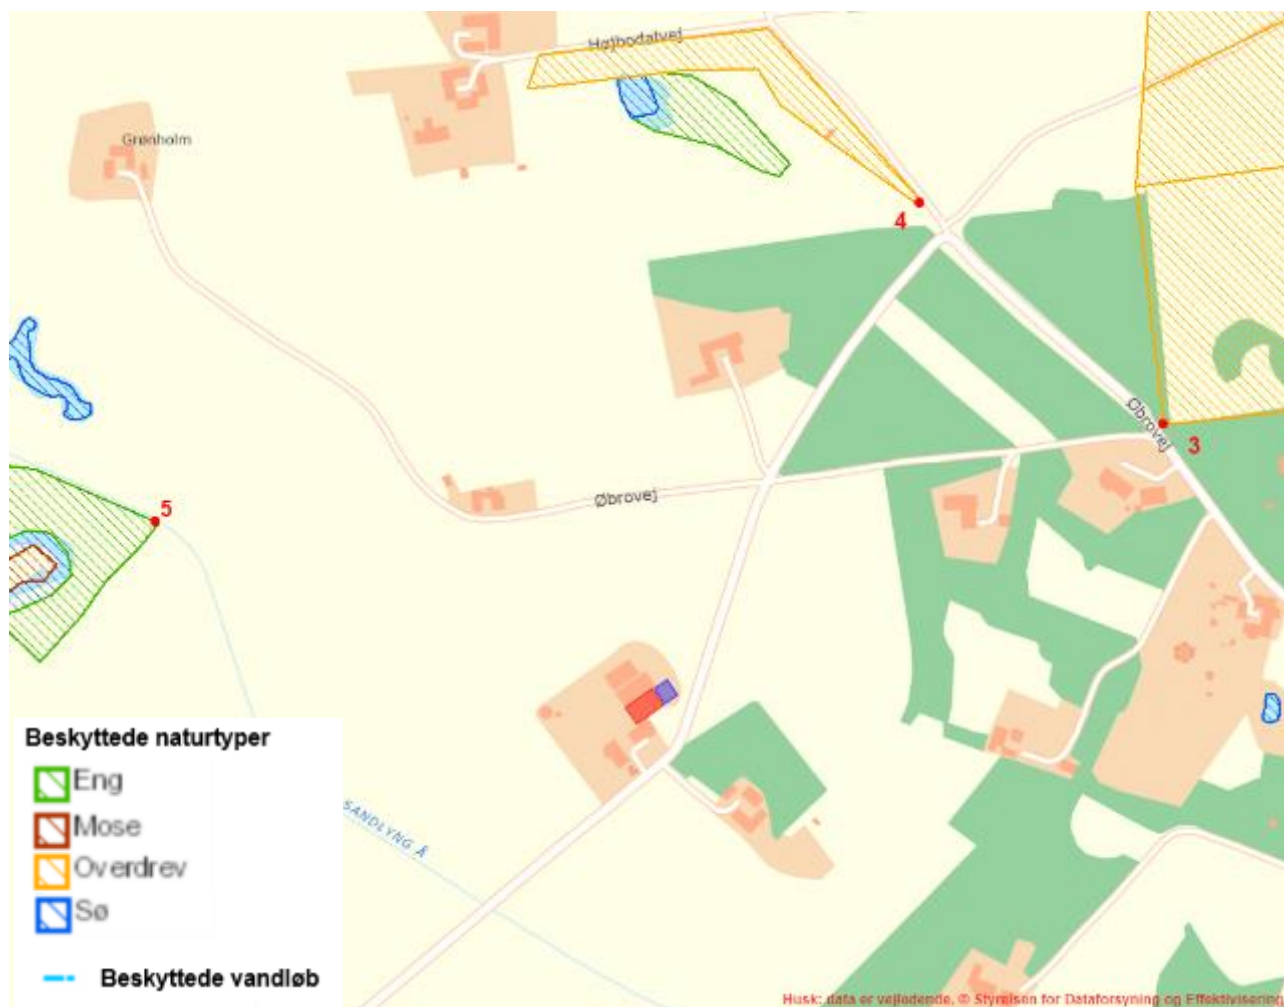 Højbodalvej
Grønholm
4
Øbrovej
3
Øbrovej
5
SANDLYNG Å
Beskyttede naturtyper
Eng
Mose
Overdrev
Sø
Beskyttede vandløb
Husk: data er vejledende, © Styrelsen for Dataforsyning og Effektivisering